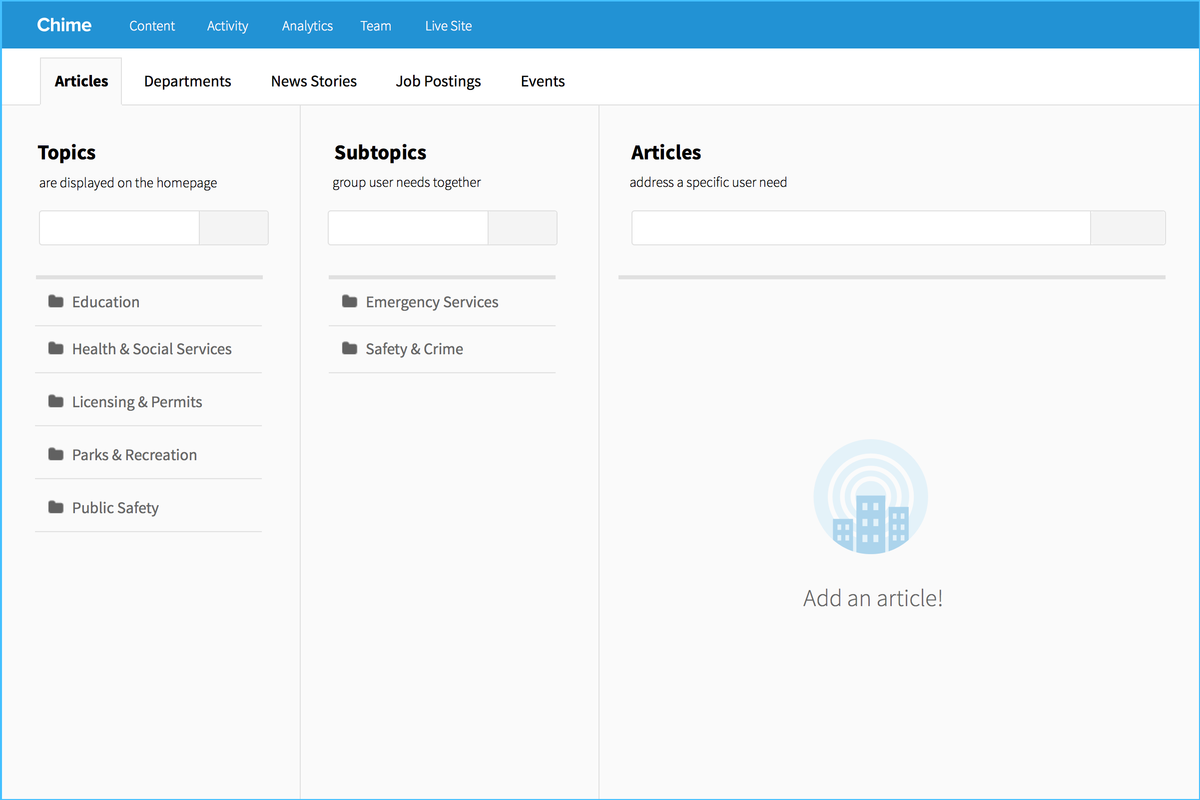 Chime Content Activity Analytics Team Live Site
Articles Departments News Stories Job Postings Events
Topics
are displayed on the homepage
Education
Health & Social Services
Licensing & Permits
Parks & Recreation
Public Safety
Subtopics
group user needs together
Emergency Services
Safety & Crime
Articles
address a specific user need
Add an article!